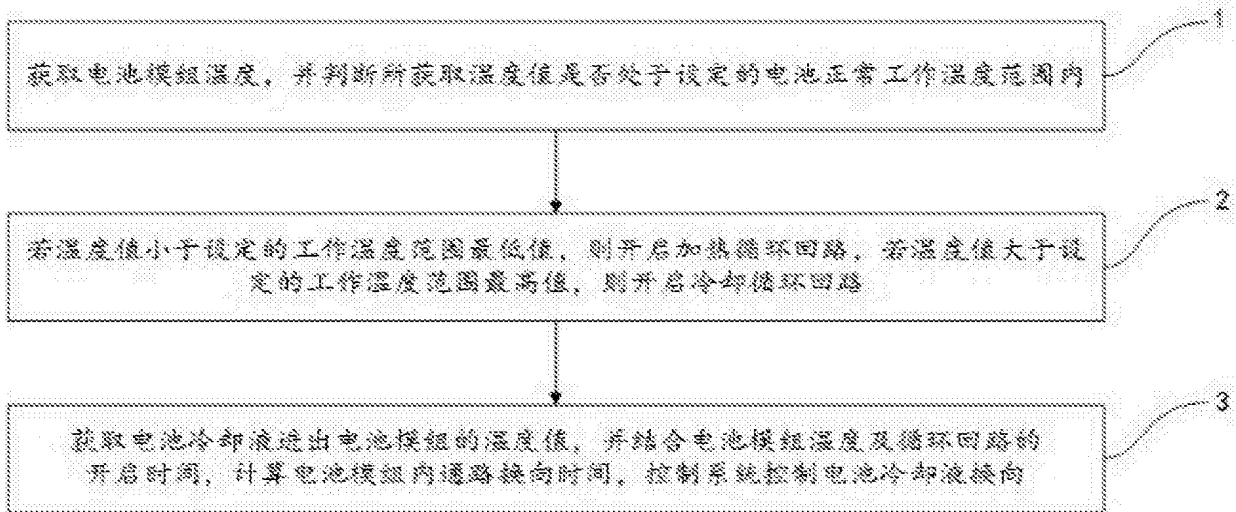 1
获取电池模组温度，并判断所获取温度值是否处于设定的电池正常工作温度范围内
2
若温度值小于设定的工作温度范围最低值，则开启加热循环回路，若温度值大于设
定的工作温度范围最高值，则开启冷却循环回路
3
获取电池冷却液进出电池模组的温度值，并结合电池模组温度及循环回路的
开启时间，计算电池模组内通路换向时间，控制系统控制电池冷却液换向